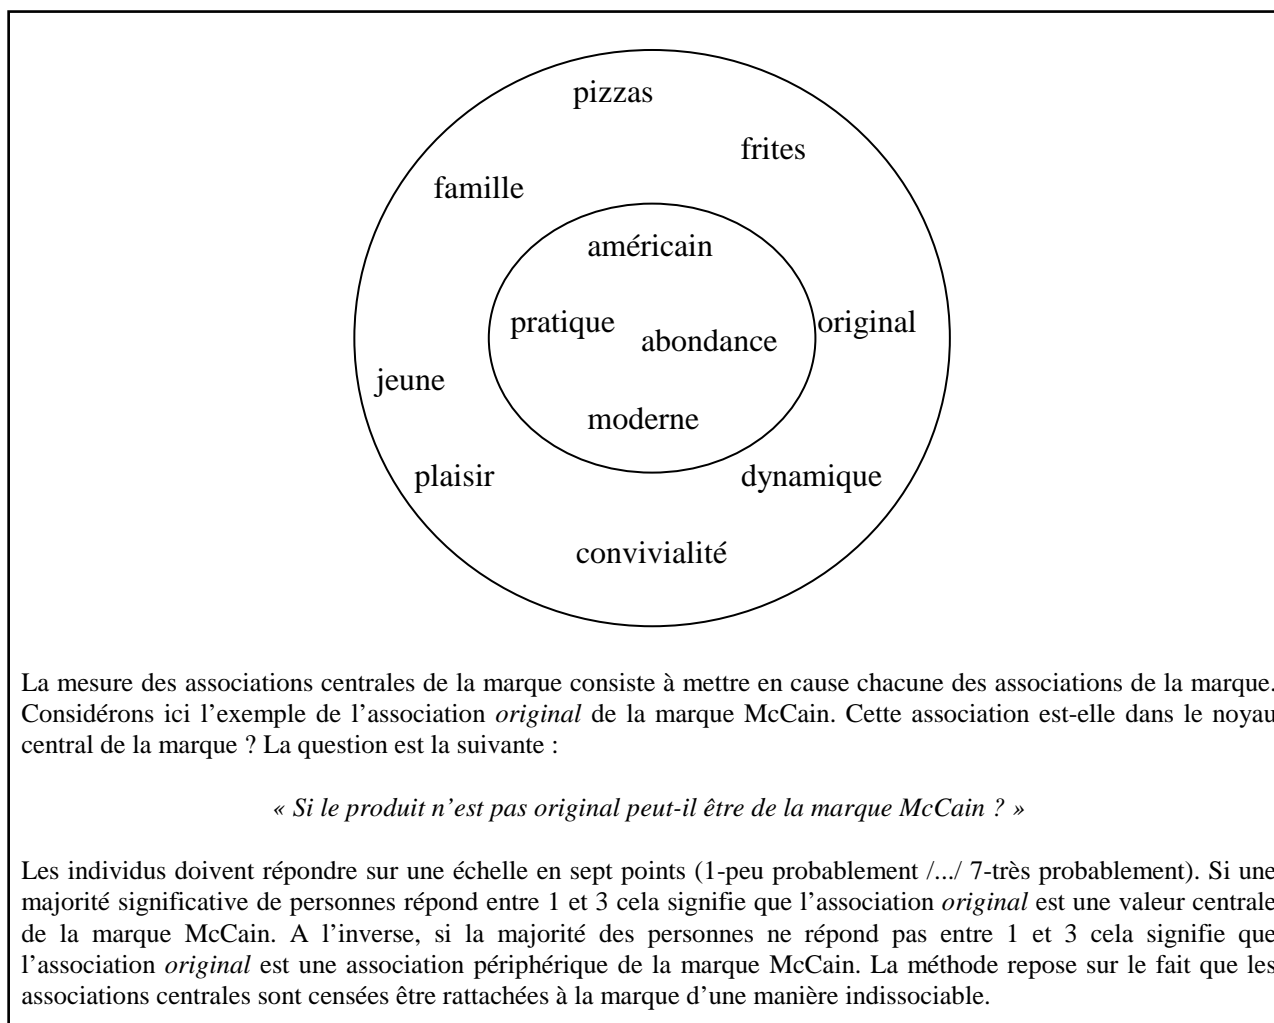 pizzas
frites
famille
américain
pratique
original
abondance
jeune
moderne
plaisir
dynamique
convivialité
La mesure des associations centrales de la marque consiste à mettre en cause chacune des associations de la marque.
Considérons ici l'exemple de l'association original de la marque McCain. Cette association est-elle dans le noyau
central de la marque ? La question est la suivante :
« Si le produit n'est pas original peut-il être de la marque McCain ? »
Les individus doivent répondre sur une échelle en sept points (1-peu probablement /.../ 7-très probablement). Si une
majorité significative de personnes répond entre 1 et 3 cela signifie que l'association original est une valeur centrale
de la marque McCain. A l'inverse, si la majorité des personnes ne répond pas entre 1 et 3 cela signifie que
l'association original est une association périphérique de la marque McCain. La méthode repose sur le fait que les
associations centrales sont censées être rattachées à la marque d'une manière indissociable.